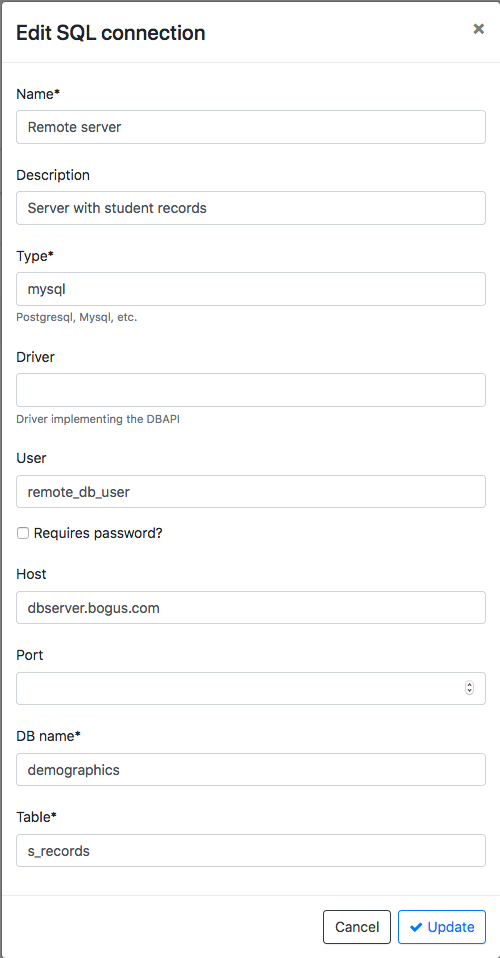 Edit SQL connection
×
Name*
Remote server
Description
Server with student records
Type*
mysql
Postgresql, Mysql, etc.
Driver
Driver implementing the DBAPI
User
remote_db_user
Requires password?
Host
dbserver.bogus.com
Port
DB name*
demographics
Table*
s_records
Cancel
Update